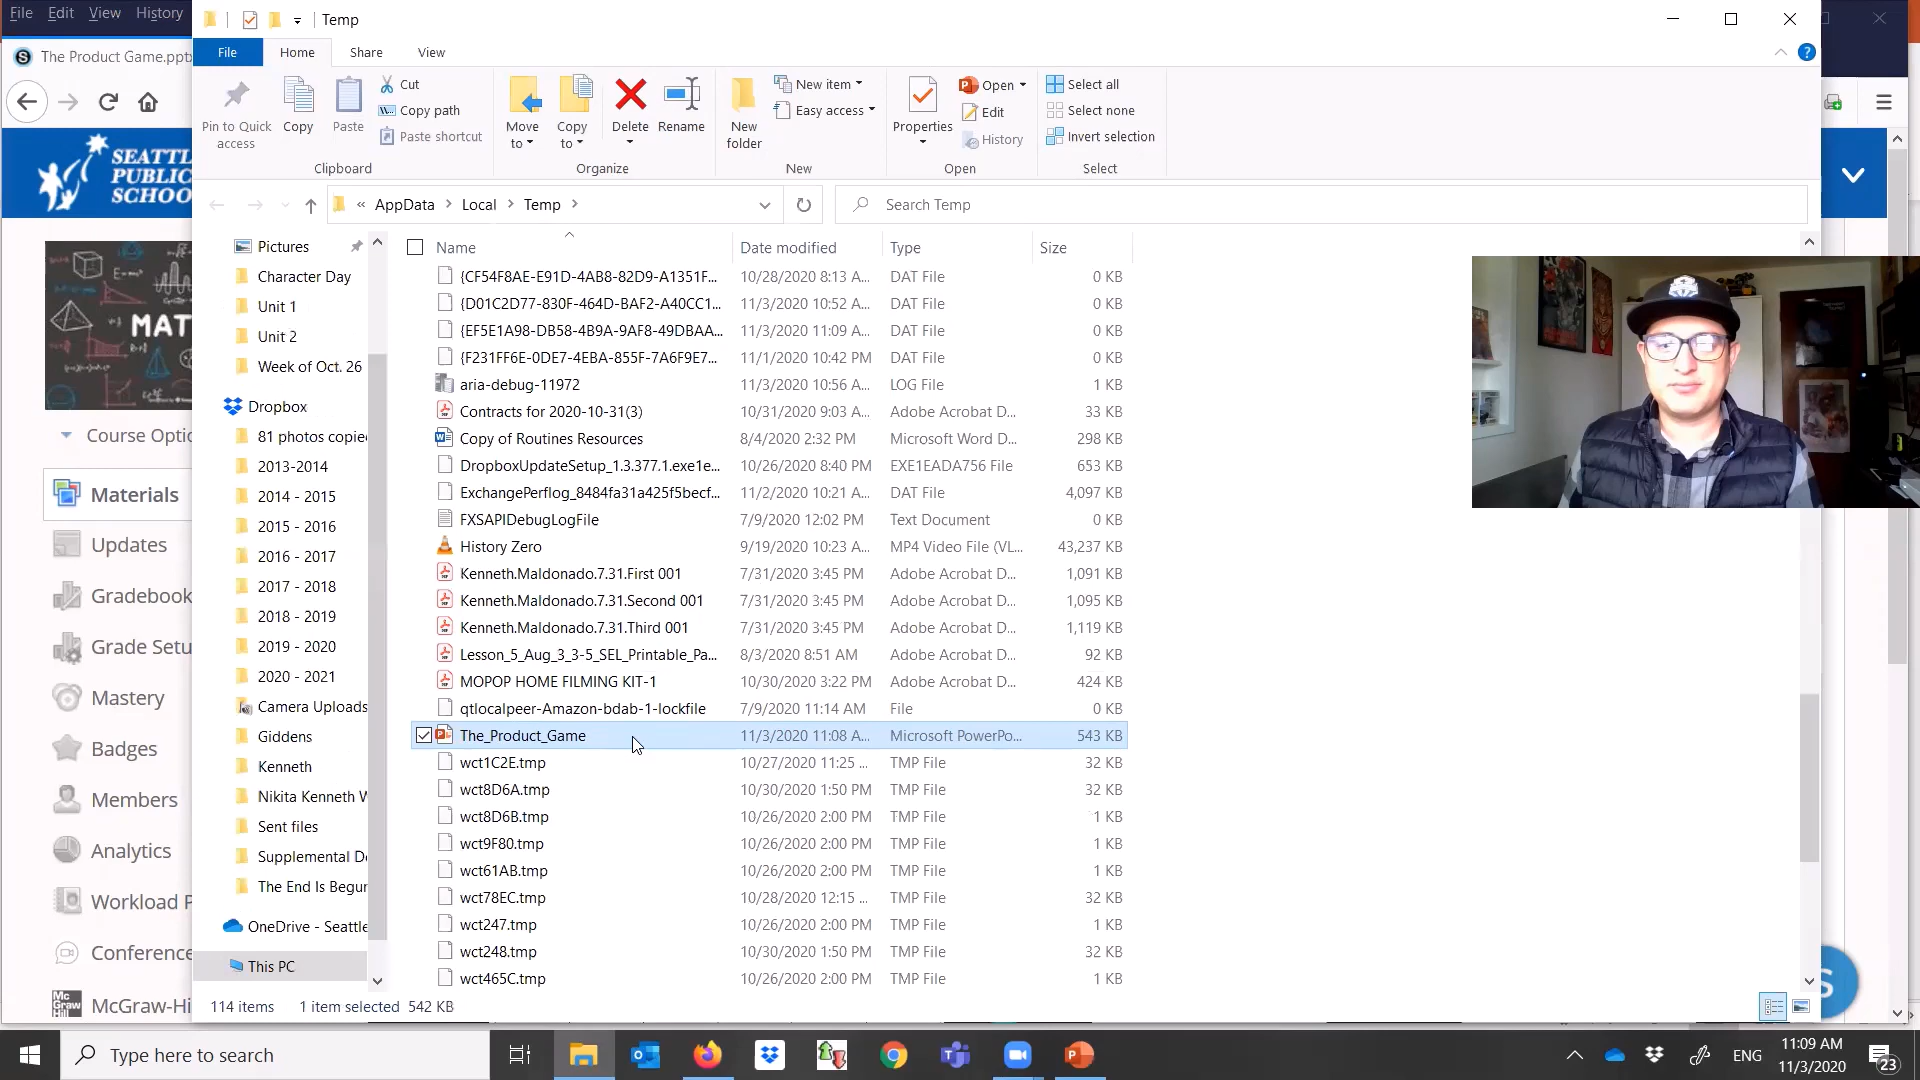 File Edit View History
Temp
The Product Game.pptx
File Home Share View
Pin to Quick access
Copy
Paste
Cut
Copy path
Paste shortcut
Clipboard
Move to
Copy to
Delete
Rename
Organize
New folder
New item
Easy access
New
Properties
Open
Edit
History
Open
Select all
Select none
Invert selection
Select
SEATTL
PUBLIC
SCHOO
« AppData Local Temp
Search Temp
MAT
Course Optio
Materials
Updates
Gradebook
Grade Setu
Mastery
Badges
Members
Analytics
Workload P
Conference
McGraw-Hi
Mc
Graw
Hill
Pictures
Character Day
Unit 1
Unit 2
Week of Oct. 26
Dropbox
81 photos copie
2013-2014
2014 - 2015
2015 - 2016
2016 - 2017
2017 - 2018
2018 - 2019
2019 - 2020
2020 - 2021
Camera Uploads
Giddens
Kenneth
Nikita Kenneth W
Sent files
Supplemental De
The End Is Begun
OneDrive - Seattle
This PC
Name Date modified Type Size
{CF54F8AE-E91D-4AB8-82D9-A1351F... 10/28/2020 8:13 A... DAT File 0 KB
{D01C2D77-830F-464D-BAF2-A40CC1... 11/3/2020 10:52 A... DAT File 0 KB
{EF5E1A98-DB58-4B9A-9AF8-49DBAA... 11/3/2020 11:09 A... DAT File 0 KB
{F231FF6E-0DE7-4EBA-855F-7A6F9E7... 11/1/2020 10:42 PM DAT File 0 KB
aria-debug-11972 11/3/2020 10:56 A... LOG File 1 KB
Contracts for 2020-10-31(3) 10/31/2020 9:03 A... Adobe Acrobat D... 33 KB
Copy of Routines Resources 8/4/2020 2:32 PM Microsoft Word D... 298 KB
DropboxUpdateSetup_1.3.377.1.exe1e... 10/26/2020 8:40 PM EXE1EADA756 File 653 KB
ExchangePerflog_8484fa31a425f5becf... 11/2/2020 10:21 A... DAT File 4,097 KB
FXSAPIDebugLogFile 7/9/2020 12:02 PM Text Document 0 KB
History Zero 9/19/2020 10:23 A... MP4 Video File (VL... 43,237 KB
Kenneth.Maldonado.7.31.First 001 7/31/2020 3:45 PM Adobe Acrobat D... 1,091 KB
Kenneth.Maldonado.7.31.Second 001 7/31/2020 3:45 PM Adobe Acrobat D... 1,095 KB
Kenneth.Maldonado.7.31.Third 001 7/31/2020 3:45 PM Adobe Acrobat D... 1,119 KB
Lesson_5_Aug_3_3-5_SEL_Printable_Pa... 8/3/2020 8:51 AM Adobe Acrobat D... 92 KB
MOPOP HOME FILMING KIT-1 10/30/2020 3:22 PM Adobe Acrobat D... 424 KB
qtlocalpeer-Amazon-bdab-1-lockfile 7/9/2020 11:14 AM File 0 KB
The_Product_Game 11/3/2020 11:08 A... Microsoft PowerPo... 543 KB
wct1C2E.tmp 10/27/2020 11:25 ... TMP File 32 KB
wct8D6A.tmp 10/30/2020 1:50 PM TMP File 32 KB
wct8D6B.tmp 10/26/2020 2:00 PM TMP File 1 KB
wct9F80.tmp 10/26/2020 2:00 PM TMP File 1 KB
wct61AB.tmp 10/26/2020 2:00 PM TMP File 1 KB
wct78EC.tmp 10/28/2020 12:15 ... TMP File 32 KB
wct247.tmp 10/26/2020 2:00 PM TMP File 1 KB
wct248.tmp 10/30/2020 1:50 PM TMP File 32 KB
wct465C.tmp 10/26/2020 2:00 PM TMP File 1 KB
114 items 1 item selected 542 KB
Type here to search
ENG
11:09 AM
11/3/2020
23